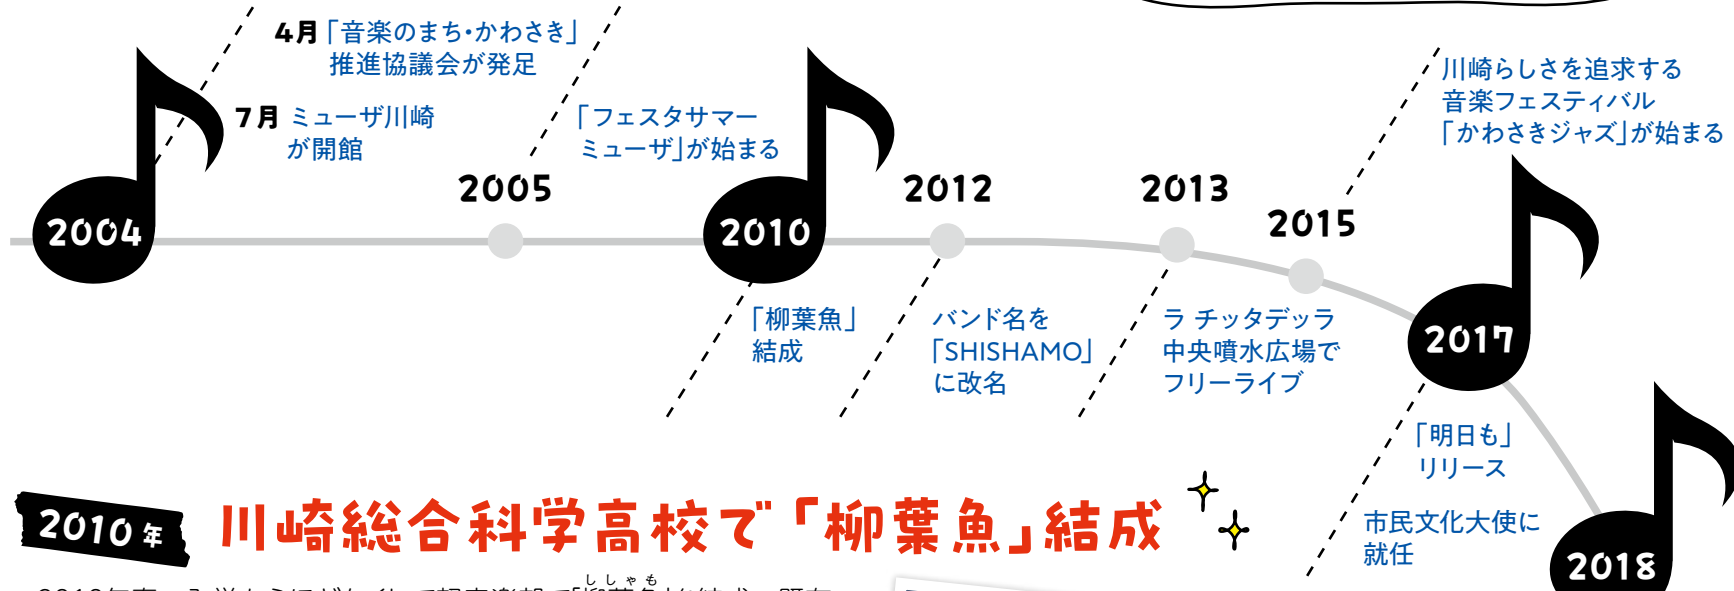 4月「音楽のまち・かわさき」
推進協議会が発足
7月 ミューザ川崎
が開館
「フェスタサマー
ミューザ」が始まる
川崎らしさを追求する
音楽フェスティバル
「かわさきジャズ」が始まる
2004
2005
2010
2012
2013
2015
2017
「柳葉魚」
結成
バンド名を
「SHISHAMO」
に改名
ラ チッタデッラ
中央噴水広場で
フリーライブ
「明日も」
リリース
市民文化大使に
就任
2018
2010年
川崎総合科学高校で「柳葉魚」結成
ししゃも